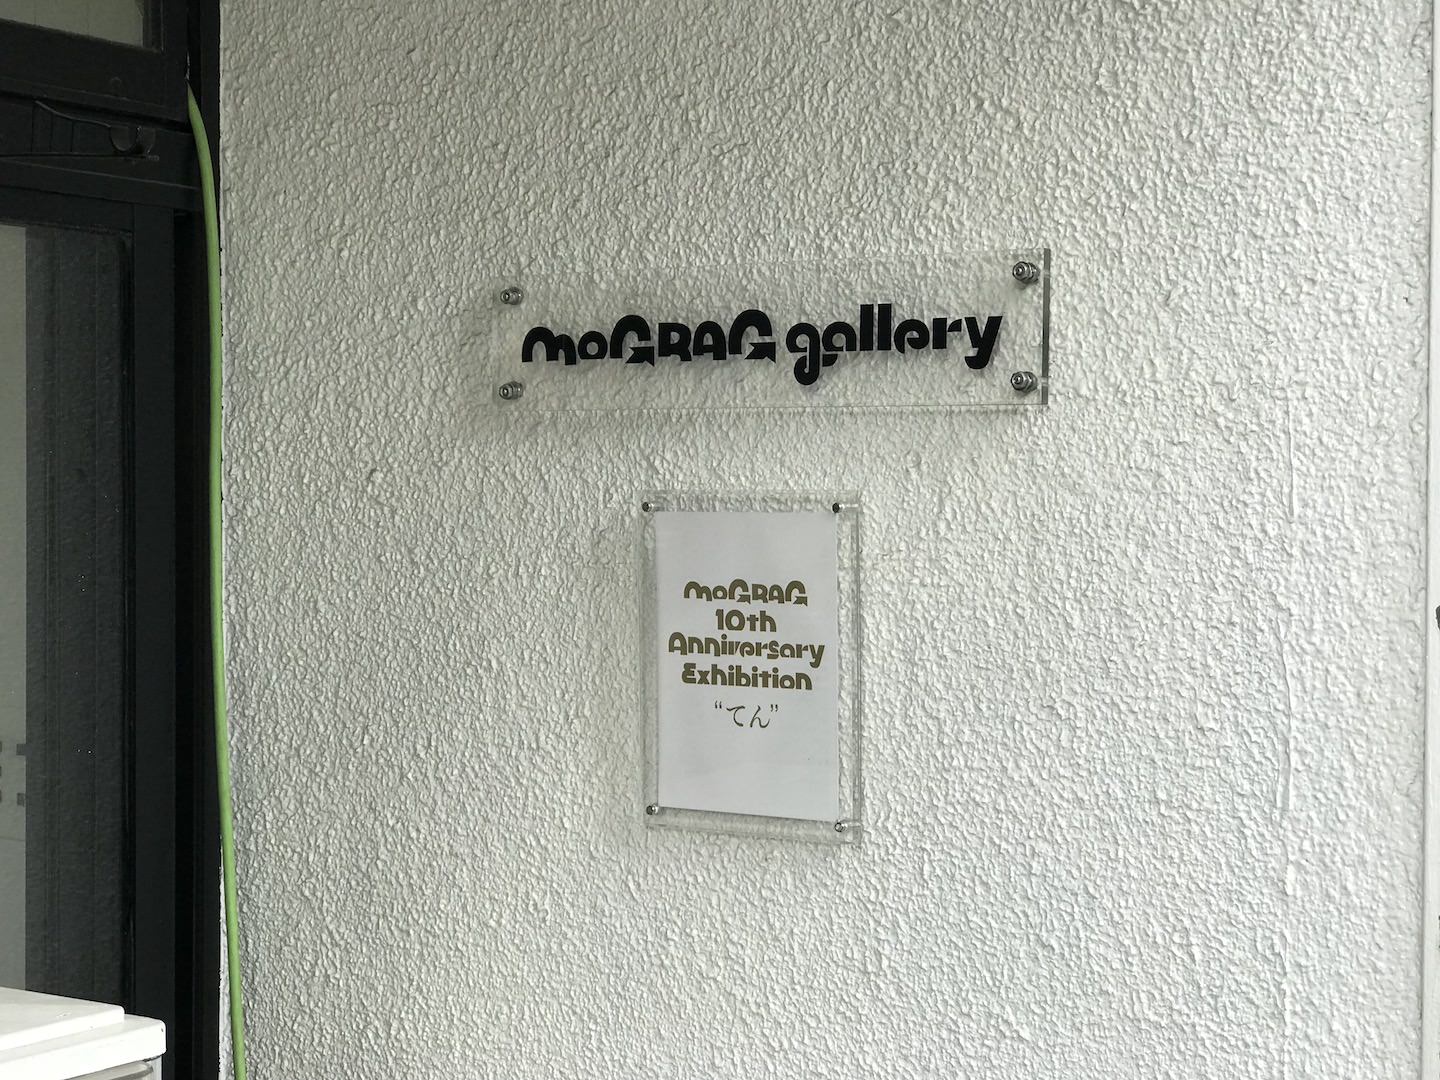 moGRAG gallery
moGRAG
10th
Anniversary
Exhibition
“てん”